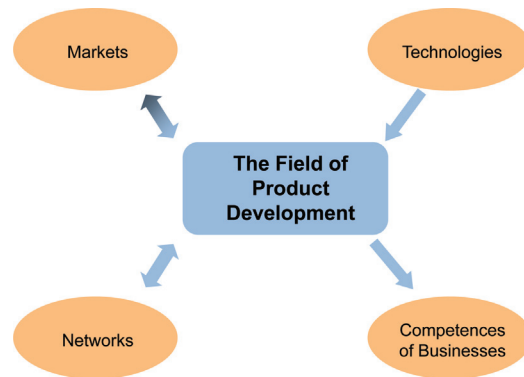 Markets
Technologies
The Field of
Product
Development
Networks
Competences
of Businesses